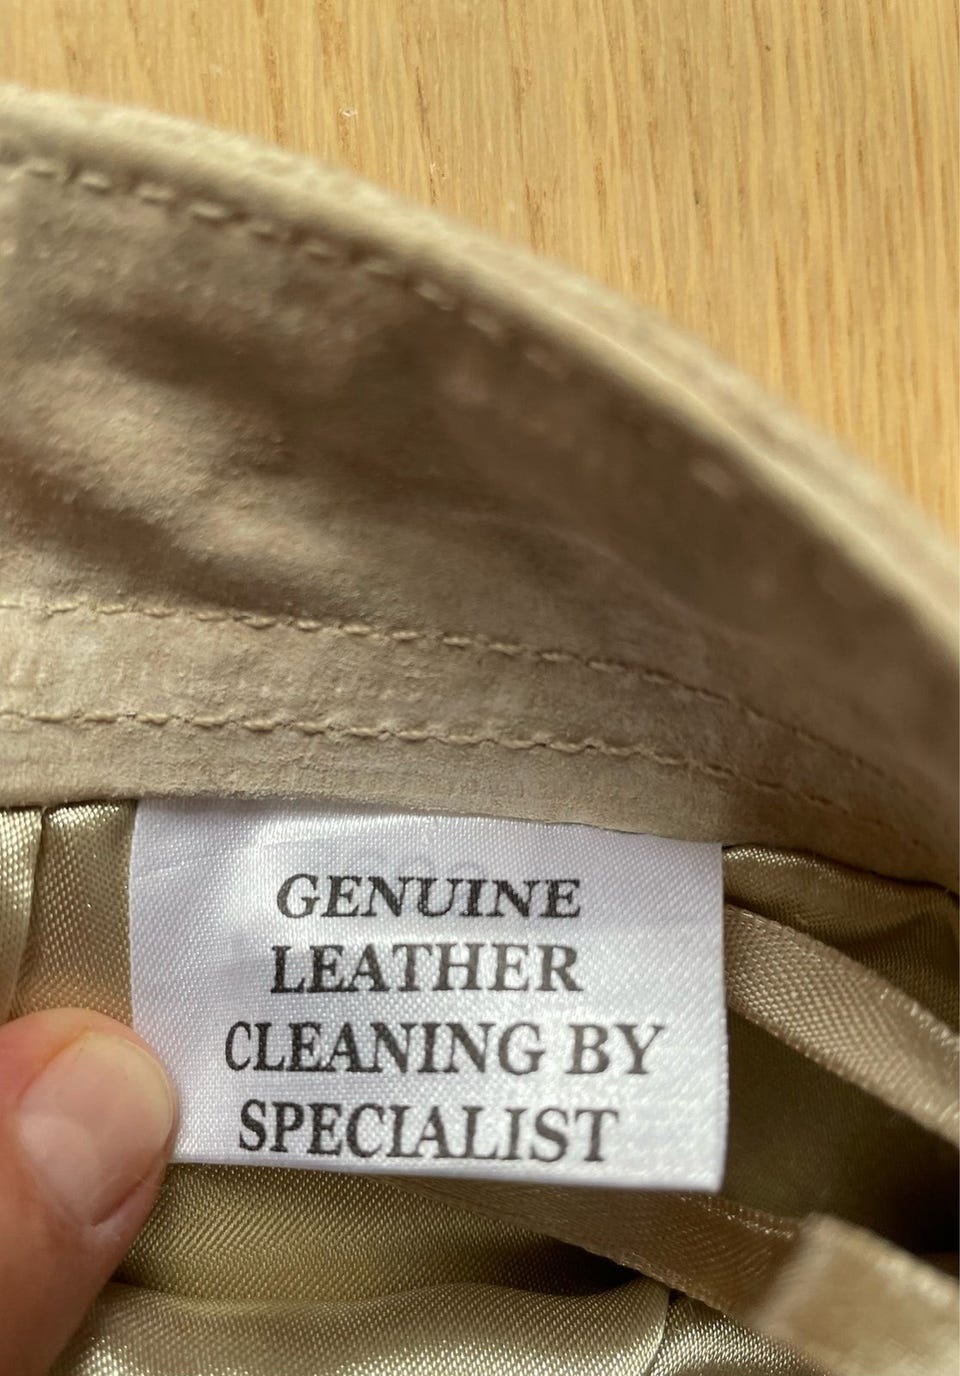 GENUINE
LEATHER
CLEANING BY
SPECIALIST